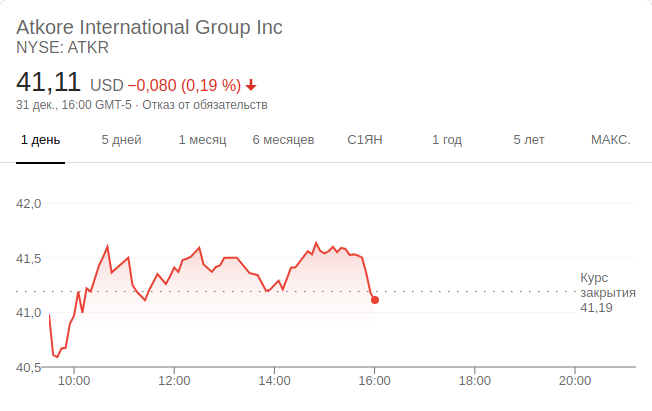 Atkore International Group Inc
NYSE: ATKR
41,11 USD −0,080 (0,19 %)
31 дек., 16:00 GMT-5 · Отказ от обязательств
1 день 5 дней 1 месяц 6 месяцев С1ЯН 1 год 5 лет МАКС.
42,0
41,5
Курс
закрытия
41,19
41,0
40,5
10:00 12:00 14:00 16:00 18:00 20:00